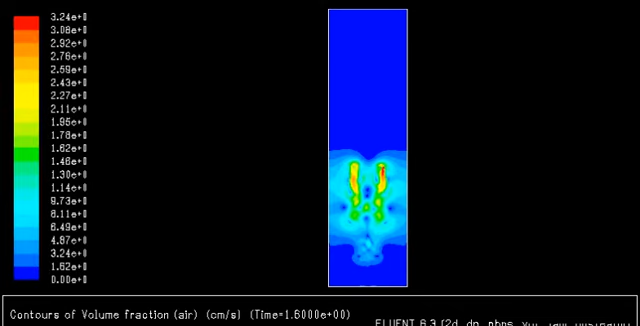 3.24e+0
3.08e+0
2.92e+0
2.76e+0
2.59e+0
2.43e+0
2.27e+0
2.11e+0
1.95e+0
1.78e+0
1.62e+0
1.46e+0
1.30e+0
1.14e+0
9.73e+0
8.11e+0
6.49e+0
4.87e+0
3.24e+0
1.62e+0
0.00e+0
Contours of Volume fraction (air) (cm/s) (Time=1.6000e+00)
FLUENT 6.3 (2d, dp, pbns, vof, lam, unsteady)